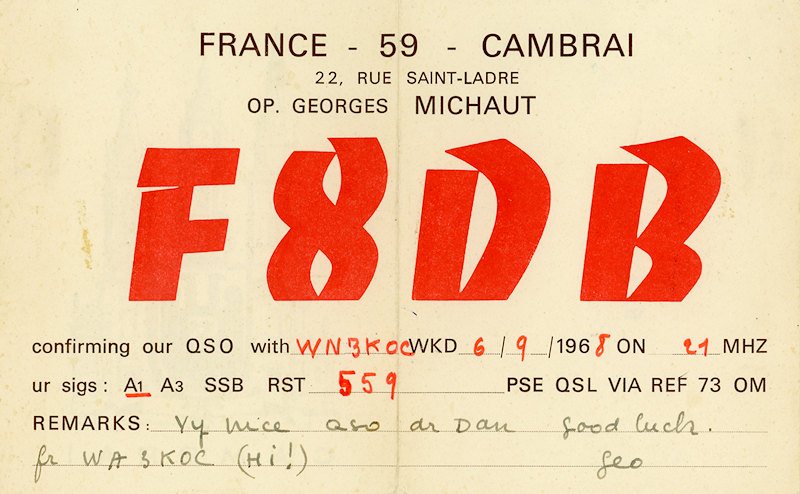 FRANCE - 59 - CAMBRAI
22, RUE SAINT-LADRE
OP. GEORGES MICHAUT
F8DB
confirming our QSO with WN3KOC WKD 6 / 9 / 1968 ON 21 MHZ
ur sigs : A1 A3 SSB RST 559 PSE QSL VIA REF 73 OM
REMARKS : Vy nice QSO dr Dan good luck.
fr WA3KOC (Hi!) Geo